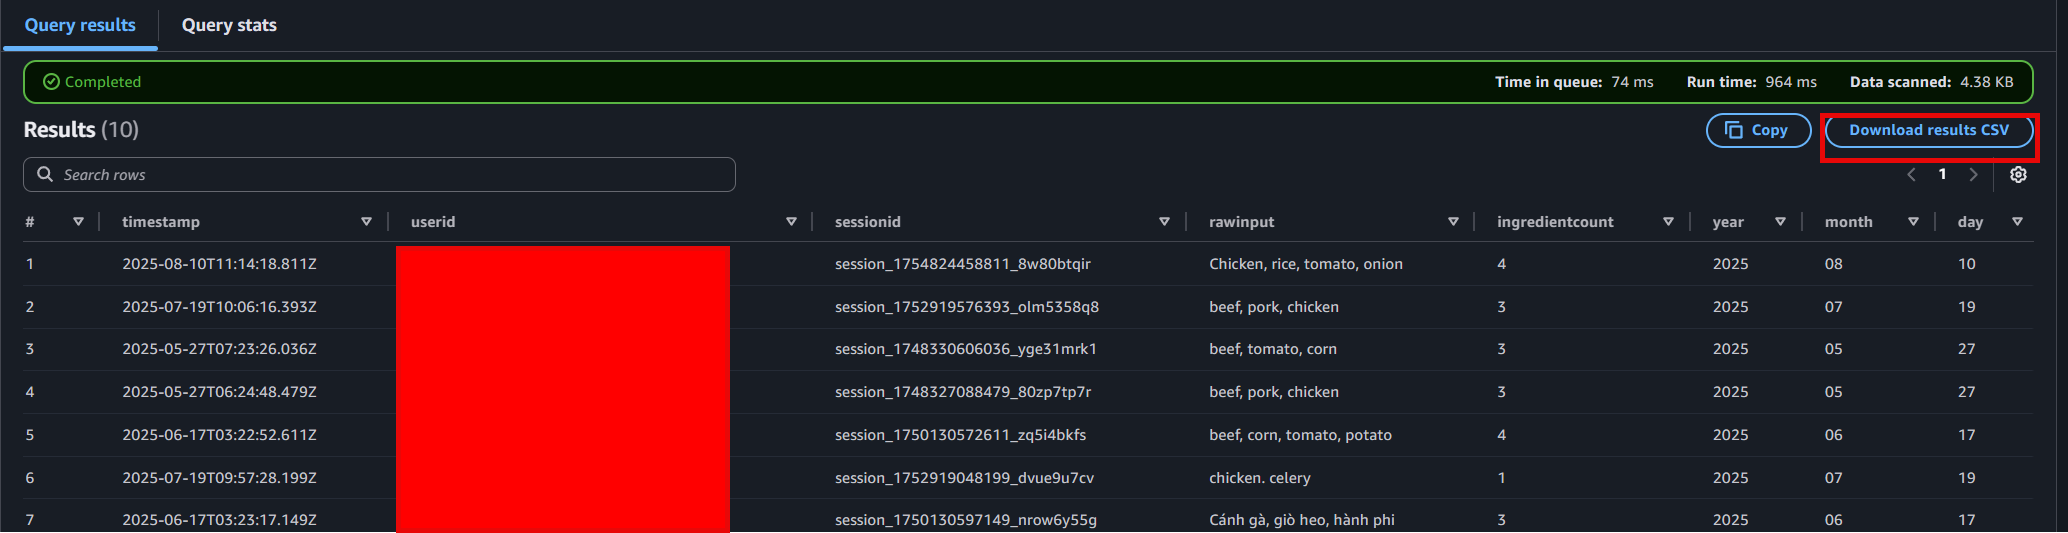 Query results Query stats
Completed Time in queue: 74 ms Run time: 964 ms Data scanned: 4.38 KB
Results (10) Copy Download results CSV
Search rows 1
# timestamp userid sessionid rawinput ingredientcount year month day
1 2025-08-10T11:14:18.811Z session_1754824458811_8w80btqir Chicken, rice, tomato, onion 4 2025 08 10
2 2025-07-19T10:06:16.393Z session_1752919576393_olm5358q8 beef, pork, chicken 3 2025 07 19
3 2025-05-27T07:23:26.036Z session_1748330606036_yge31mrk1 beef, tomato, corn 3 2025 05 27
4 2025-05-27T06:24:48.479Z session_1748327088479_80zp7tp7r beef, pork, chicken 3 2025 05 27
5 2025-06-17T03:22:52.611Z session_1750130572611_zq5i4bkfs beef, corn, tomato, potato 4 2025 06 17
6 2025-07-19T09:57:28.199Z session_1752919048199_dvue9u7cv chicken. celery 1 2025 07 19
7 2025-06-17T03:23:17.149Z session_1750130597149_nrow6y55g Cánh gà, giò heo, hành phi 3 2025 06 17